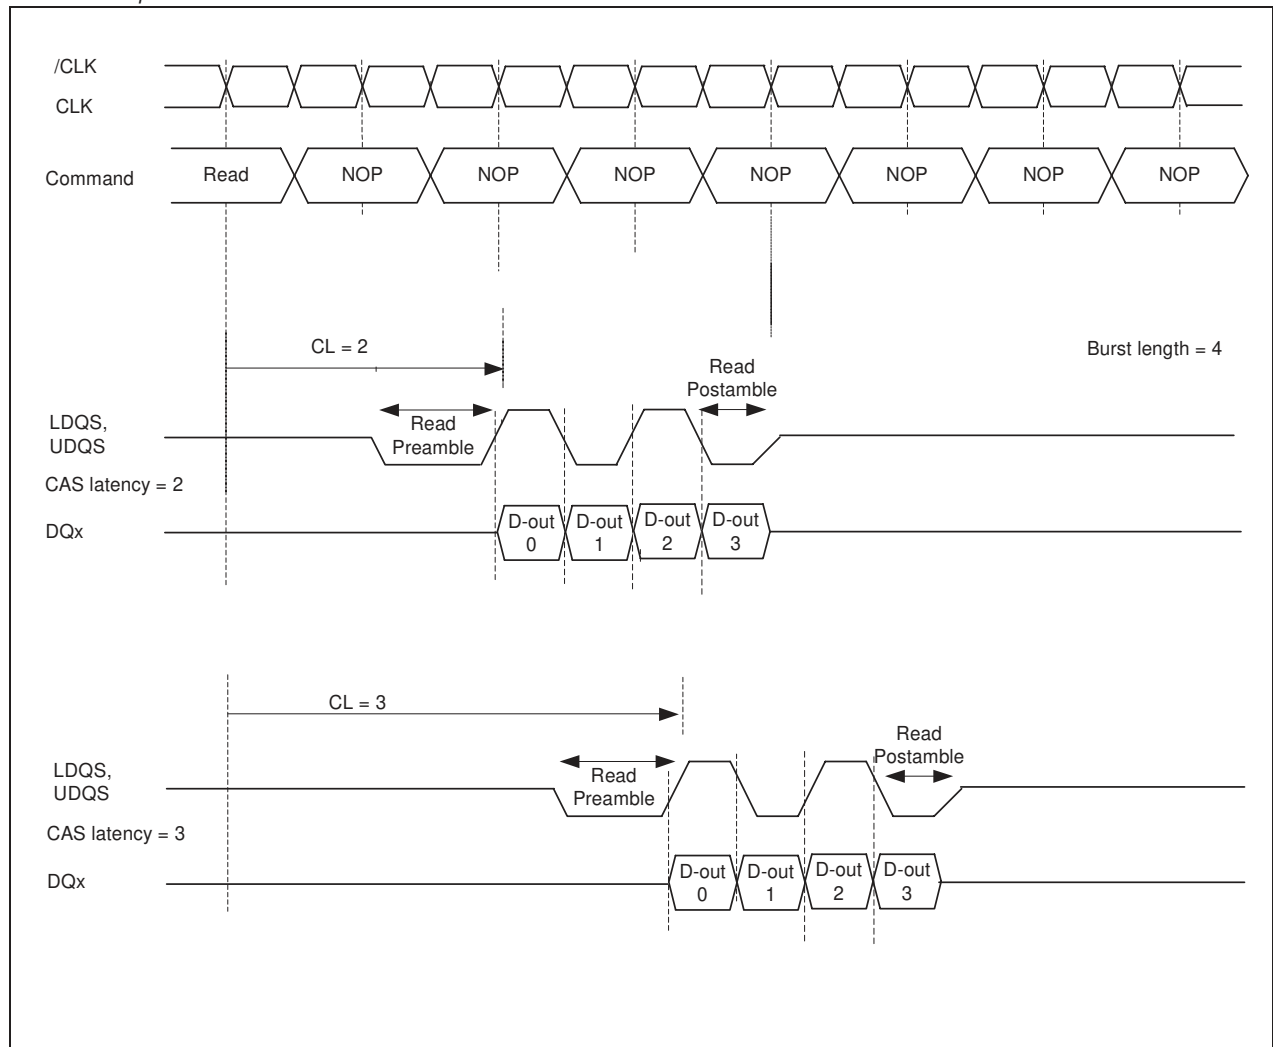 /CLK
CLK
Command
Read
NOP
NOP
NOP
NOP
NOP
NOP
NOP
CL = 2
Burst length = 4
Read
Postamble
LDQS,
UDQS
Read
Preamble
CAS latency = 2
DQx
D-out
0
D-out
1
D-out
2
D-out
3
CL = 3
Read
Postamble
LDQS,
UDQS
Read
Preamble
CAS latency = 3
DQx
D-out
0
D-out
1
D-out
2
D-out
3